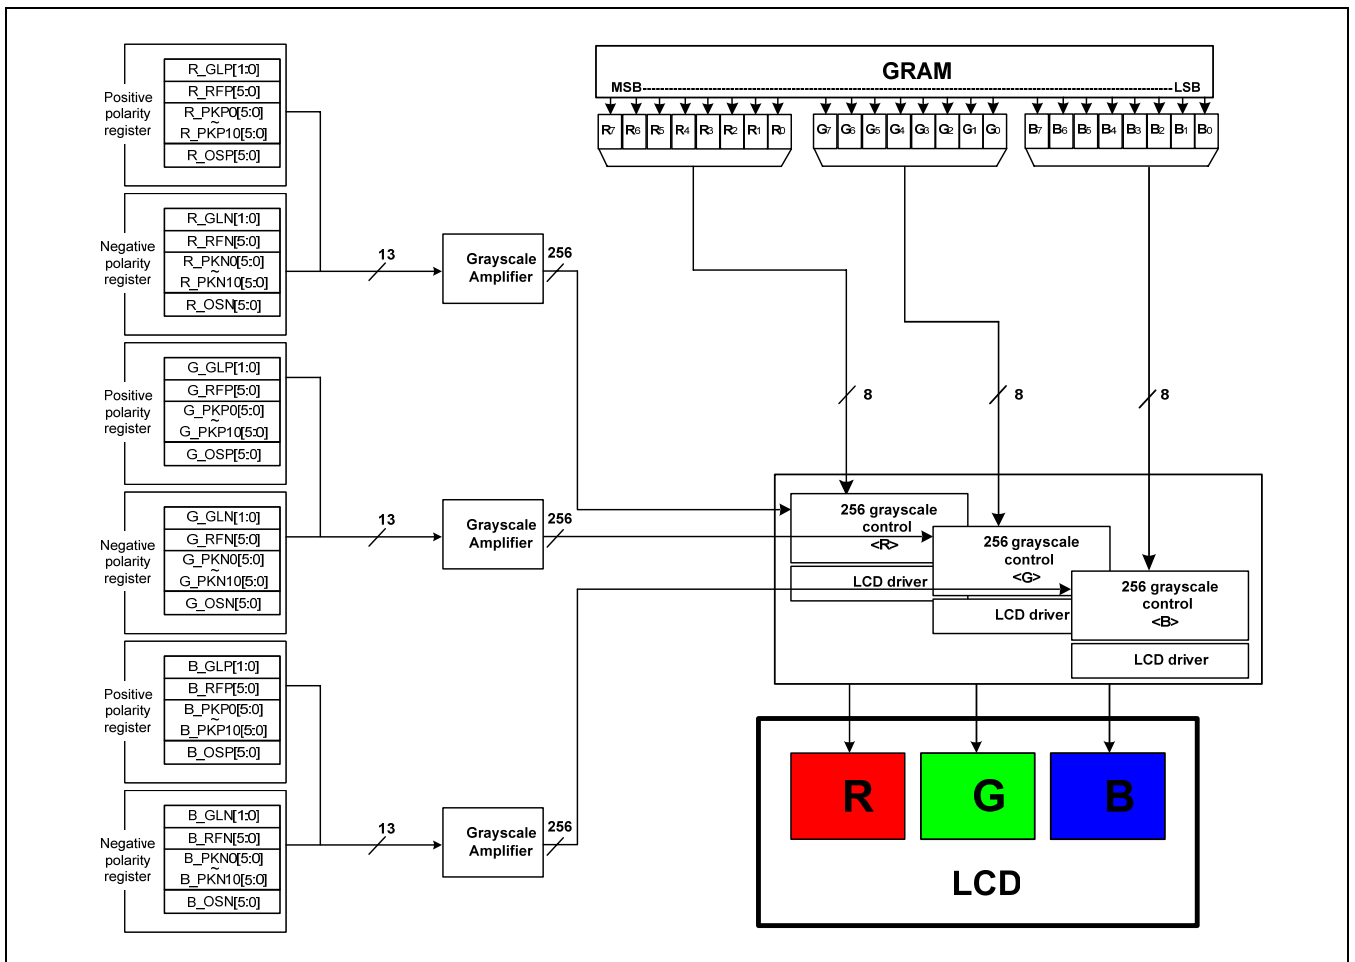 Positive
polarity
register
R_GLP[1:0]
R_RFP[5:0]
R_PKP0[5:0]
~
R_PKP10[5:0]
R_OSP[5:0]
Negative
polarity
register
R_GLN[1:0]
R_RFN[5:0]
R_PKN0[5:0]
~
R_PKN10[5:0]
R_OSN[5:0]
13
Grayscale
Amplifier
256
Positive
polarity
register
G_GLP[1:0]
G_RFP[5:0]
G_PKP0[5:0]
~
G_PKP10[5:0]
G_OSP[5:0]
Negative
polarity
register
G_GLN[1:0]
G_RFN[5:0]
G_PKN0[5:0]
~
G_PKN10[5:0]
G_OSN[5:0]
13
Grayscale
Amplifier
256
Positive
polarity
register
B_GLP[1:0]
B_RFP[5:0]
B_PKP0[5:0]
~
B_PKP10[5:0]
B_OSP[5:0]
Negative
polarity
register
B_GLN[1:0]
B_RFN[5:0]
B_PKN0[5:0]
~
B_PKN10[5:0]
B_OSN[5:0]
13
Grayscale
Amplifier
256
GRAM
MSB LSB
R7 R6 R5 R4 R3 R2 R1 R0
G7 G6 G5 G4 G3 G2 G1 G0
B7 B6 B5 B4 B3 B2 B1 B0
8
8
8
256 grayscale
control
<R>
LCD driver
256 grayscale
control
<G>
LCD driver
256 grayscale
control
<B>
LCD driver
R
G
B
LCD